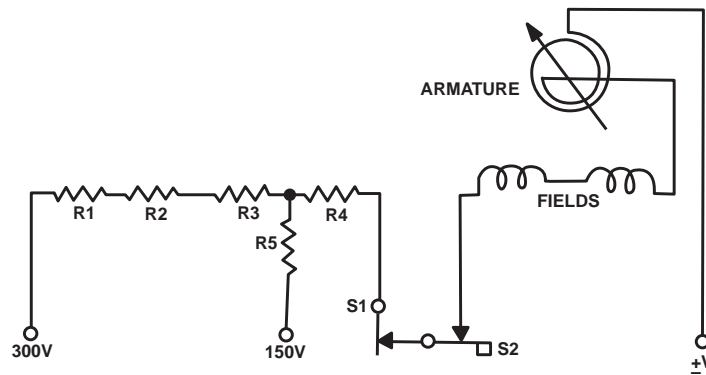 ARMATURE
FIELDS
R1
R2
R3
R4
R5
S1
S2
300V
150V
±V